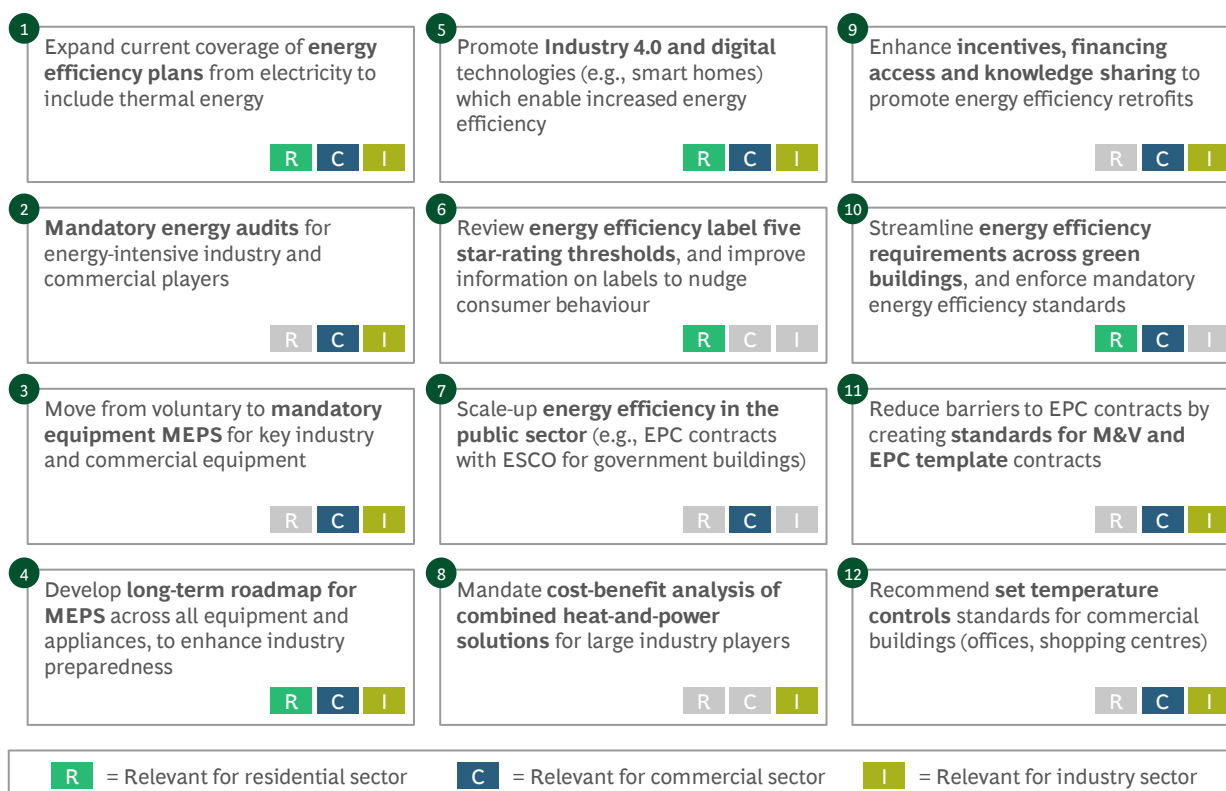 1
Expand current coverage of energy
efficiency plans from electricity to
include thermal energy
R C I
2
Mandatory energy audits for
energy-intensive industry and
commercial players
R C I
3
Move from voluntary to mandatory
equipment MEPS for key industry
and commercial equipment
R C I
4
Develop long-term roadmap for
MEPS across all equipment and
appliances, to enhance industry
preparedness
R C I
5
Promote Industry 4.0 and digital
technologies (e.g., smart homes)
which enable increased energy
efficiency
R C I
6
Review energy efficiency label five
star-rating thresholds, and improve
information on labels to nudge
consumer behaviour
R C I
7
Scale-up energy efficiency in the
public sector (e.g., EPC contracts
with ESCO for government buildings)
R C I
8
Mandate cost-benefit analysis of
combined heat-and-power
solutions for large industry players
R C I
9
Enhance incentives, financing
access and knowledge sharing to
promote energy efficiency retrofits
R C I
10
Streamline energy efficiency
requirements across green
buildings, and enforce mandatory
energy efficiency standards
R C I
11
Reduce barriers to EPC contracts by
creating standards for M&V and
EPC template contracts
R C I
12
Recommend set temperature
controls standards for commercial
buildings (offices, shopping centres)
R C I
R = Relevant for residential sector C = Relevant for commercial sector I = Relevant for industry sector